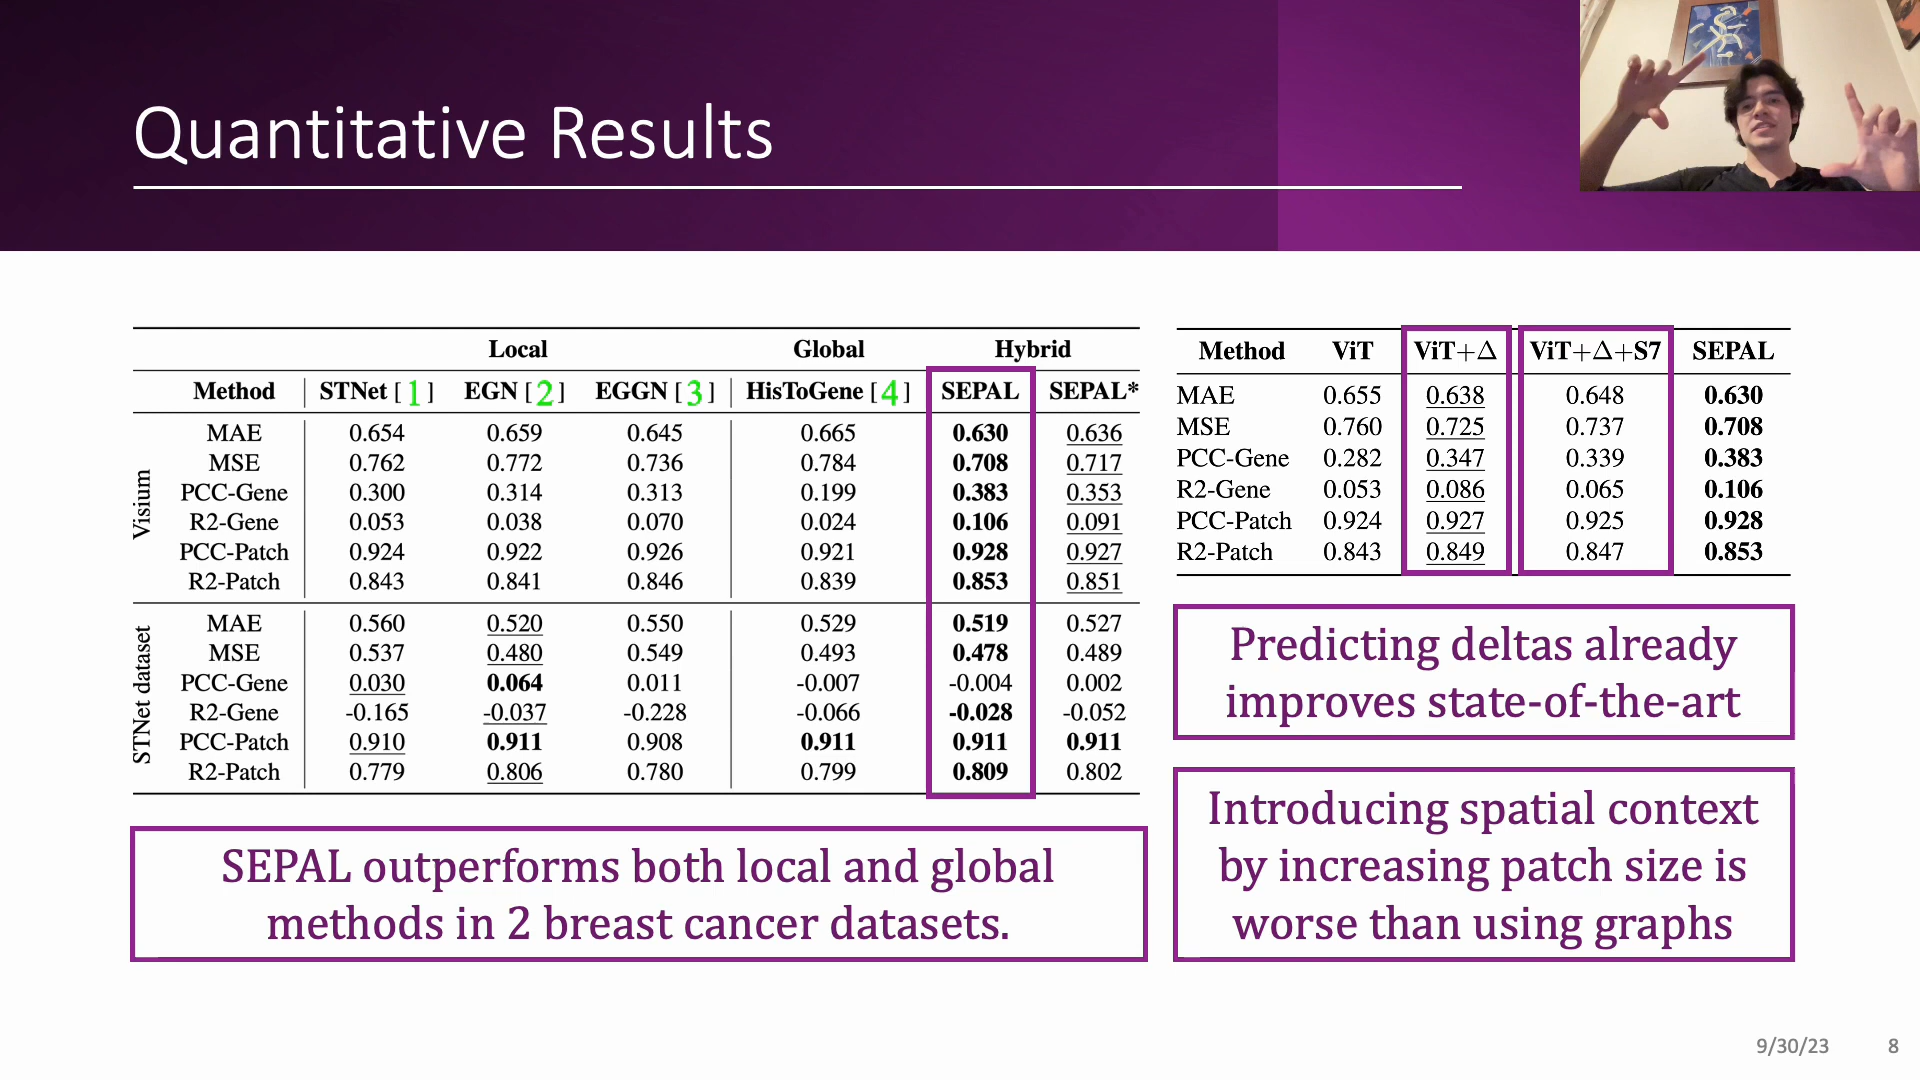 Quantitative Results
Local Global Hybrid
Method STNet [1] EGN [2] EGGN [3] HisToGene [4] SEPAL SEPAL*
Visium
MAE 0.654 0.659 0.645 0.665 0.630 0.636
MSE 0.762 0.772 0.736 0.784 0.708 0.717
PCC-Gene 0.300 0.314 0.313 0.199 0.383 0.353
R2-Gene 0.053 0.038 0.070 0.024 0.106 0.091
PCC-Patch 0.924 0.922 0.926 0.921 0.928 0.927
R2-Patch 0.843 0.841 0.846 0.839 0.853 0.851
STNet dataset
MAE 0.560 0.520 0.550 0.529 0.519 0.527
MSE 0.537 0.480 0.549 0.493 0.478 0.489
PCC-Gene 0.030 0.064 0.011 -0.007 -0.004 0.002
R2-Gene -0.165 -0.037 -0.228 -0.066 -0.028 -0.052
PCC-Patch 0.910 0.911 0.908 0.911 0.911 0.911
R2-Patch 0.779 0.806 0.780 0.799 0.809 0.802
SEPAL outperforms both local and global
methods in 2 breast cancer datasets.
Method ViT ViT+Δ ViT+Δ+S7 SEPAL
MAE 0.655 0.638 0.648 0.630
MSE 0.760 0.725 0.737 0.708
PCC-Gene 0.282 0.347 0.339 0.383
R2-Gene 0.053 0.086 0.065 0.106
PCC-Patch 0.924 0.927 0.925 0.928
R2-Patch 0.843 0.849 0.847 0.853
Predicting deltas already
improves state-of-the-art
Introducing spatial context
by increasing patch size is
worse than using graphs
9/30/23 8